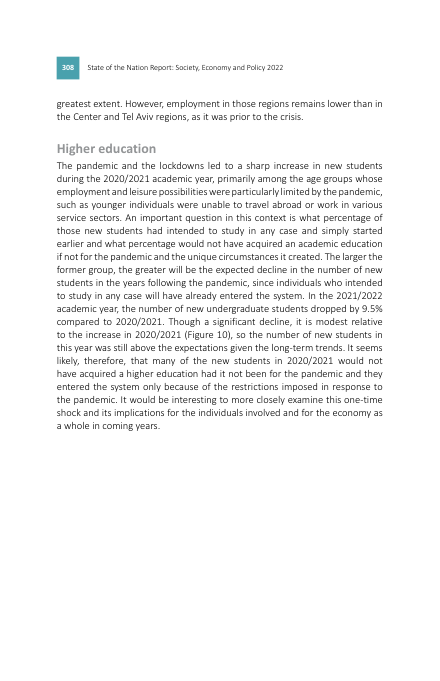 308 State of the Nation Report: Society, Economy and Policy 2022
greatest extent. However, employment in those regions remains lower than in
the Center and Tel Aviv regions, as it was prior to the crisis.
Higher education
The pandemic and the lockdowns led to a sharp increase in new students
during the 2020/2021 academic year, primarily among the age groups whose
employment and leisure possibilities were particularly limited by the pandemic,
such as younger individuals were unable to travel abroad or work in various
service sectors. An important question in this context is what percentage of
those new students had intended to study in any case and simply started
earlier and what percentage would not have acquired an academic education
if not for the pandemic and the unique circumstances it created. The larger the
former group, the greater will be the expected decline in the number of new
students in the years following the pandemic, since individuals who intended
to study in any case will have already entered the system. In the 2021/2022
academic year, the number of new undergraduate students dropped by 9.5%
compared to 2020/2021. Though a significant decline, it is modest relative
to the increase in 2020/2021 (Figure 10), so the number of new students in
this year was still above the expectations given the long-term trends. It seems
likely, therefore, that many of the new students in 2020/2021 would not
have acquired a higher education had it not been for the pandemic and they
entered the system only because of the restrictions imposed in response to
the pandemic. It would be interesting to more closely examine this one-time
shock and its implications for the individuals involved and for the economy as
a whole in coming years.